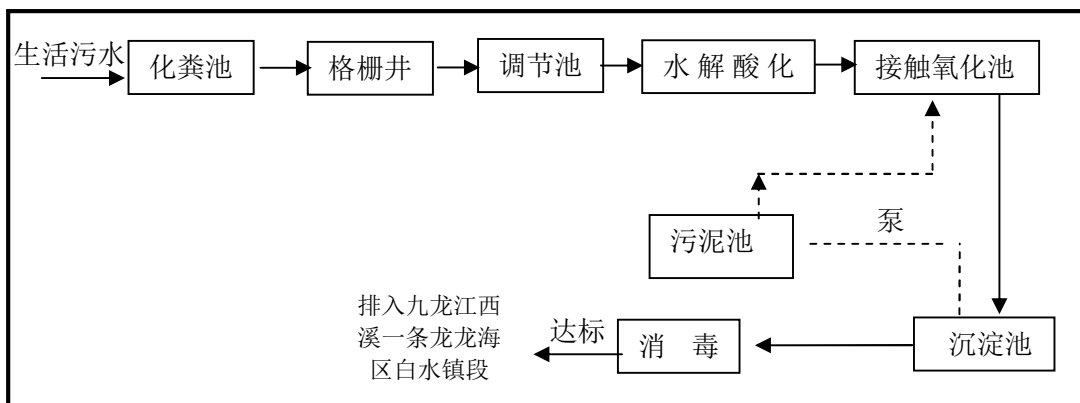 生活污水
化粪池
格栅井
调节池
水解酸化
接触氧化池
污泥池
泵
排入九龙江西
溪一条龙龙海
区白水镇段
达标
消 毒
沉淀池